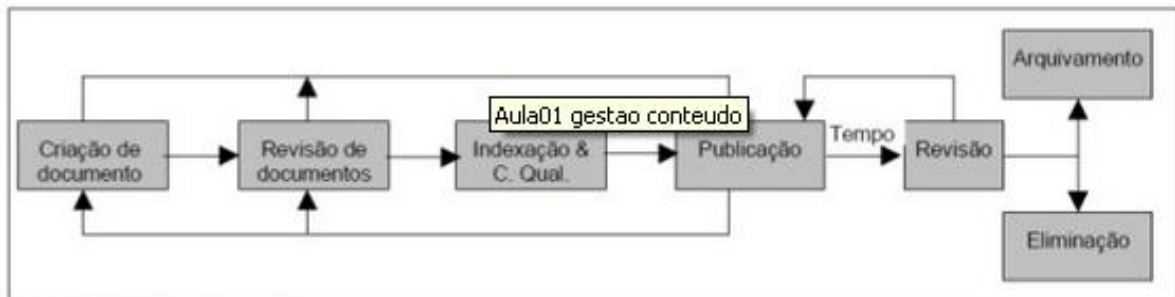 Arquivamento
Aula01 gestao conteudo
Criação de
documento
Revisão de
documentos
Indexação &
C. Qual.
Publicação
Tempo
Revisão
Eliminação